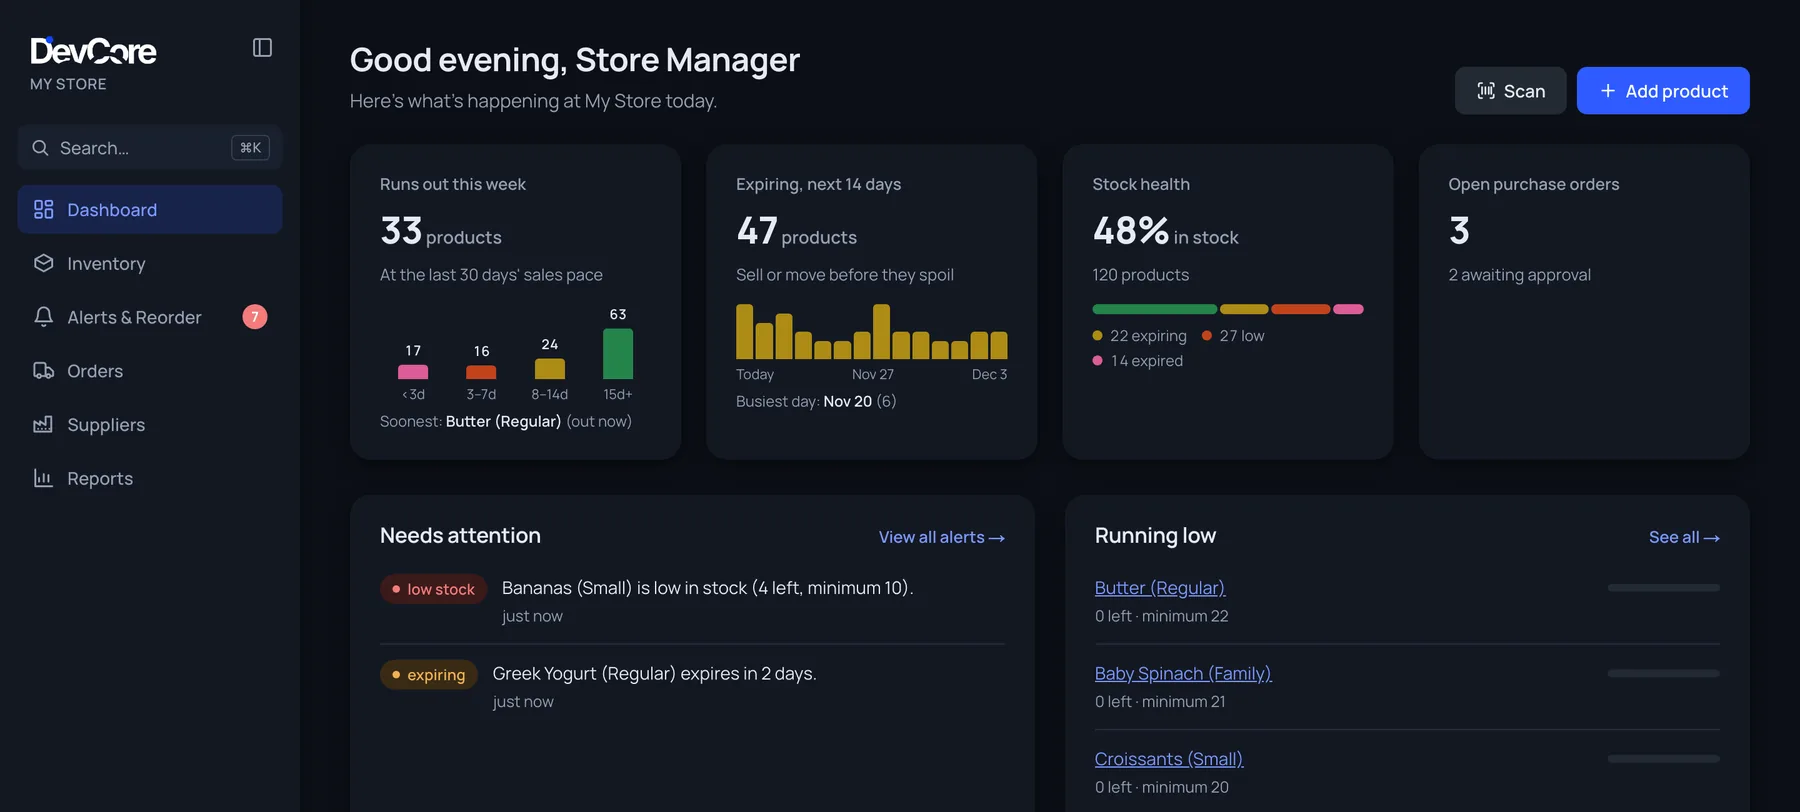 DevCore
MY STORE
Search...
⌘K
Dashboard
Inventory
Alerts & Reorder
7
Orders
Suppliers
Reports
Good evening, Store Manager
Here's what's happening at My Store today.
Scan
Add product
Runs out this week
33 products
At the last 30 days' sales pace
17
16
24
63
<3d
3–7d
8–14d
15d+
Soonest: Butter (Regular) (out now)
Expiring, next 14 days
47 products
Sell or move before they spoil
Today
Nov 27
Dec 3
Busiest day: Nov 20 (6)
Stock health
48% in stock
120 products
22 expiring
27 low
14 expired
Open purchase orders
3
2 awaiting approval
Needs attention
View all alerts →
low stock
Bananas (Small) is low in stock (4 left, minimum 10).
just now
expiring
Greek Yogurt (Regular) expires in 2 days.
just now
Running low
See all →
Butter (Regular)
0 left · minimum 22
Baby Spinach (Family)
0 left · minimum 21
Croissants (Small)
0 left · minimum 20